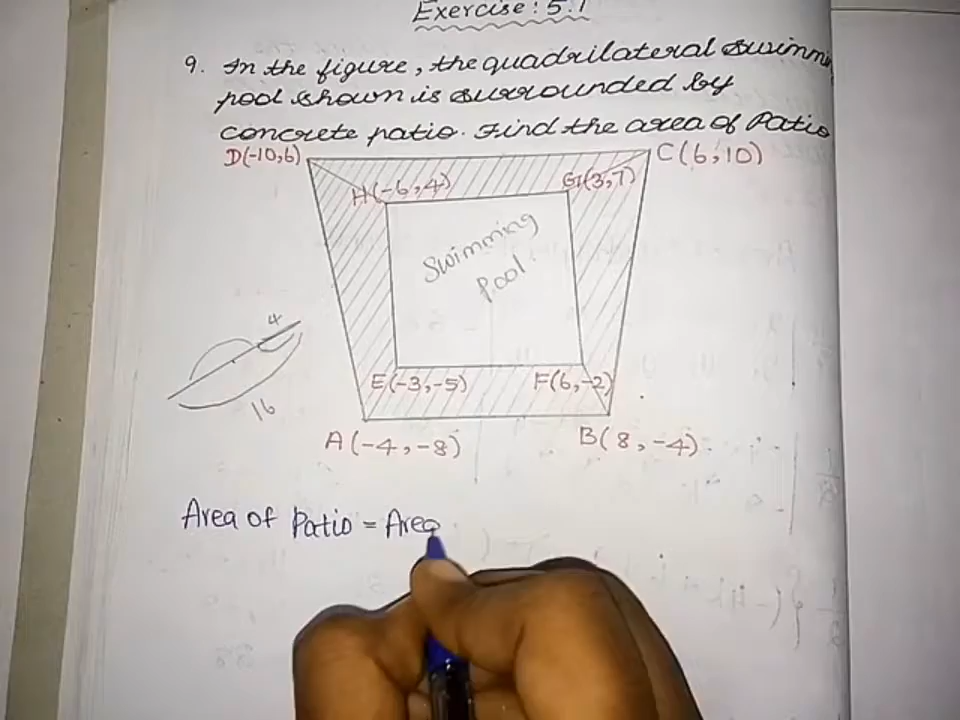 Exercise: 5.1
9. In the figure, the quadrilateral swimmi
pool shown is surrounded by
concrete patio. Find the area of Patio
D(-10,6)
C(6,10)
H(-6,4)
G(3,7)
Swimming
Pool
4
16
E(-3,-5)
F(6,-2)
A(-4,-8)
B(8,-4)
Area of Patio = Area